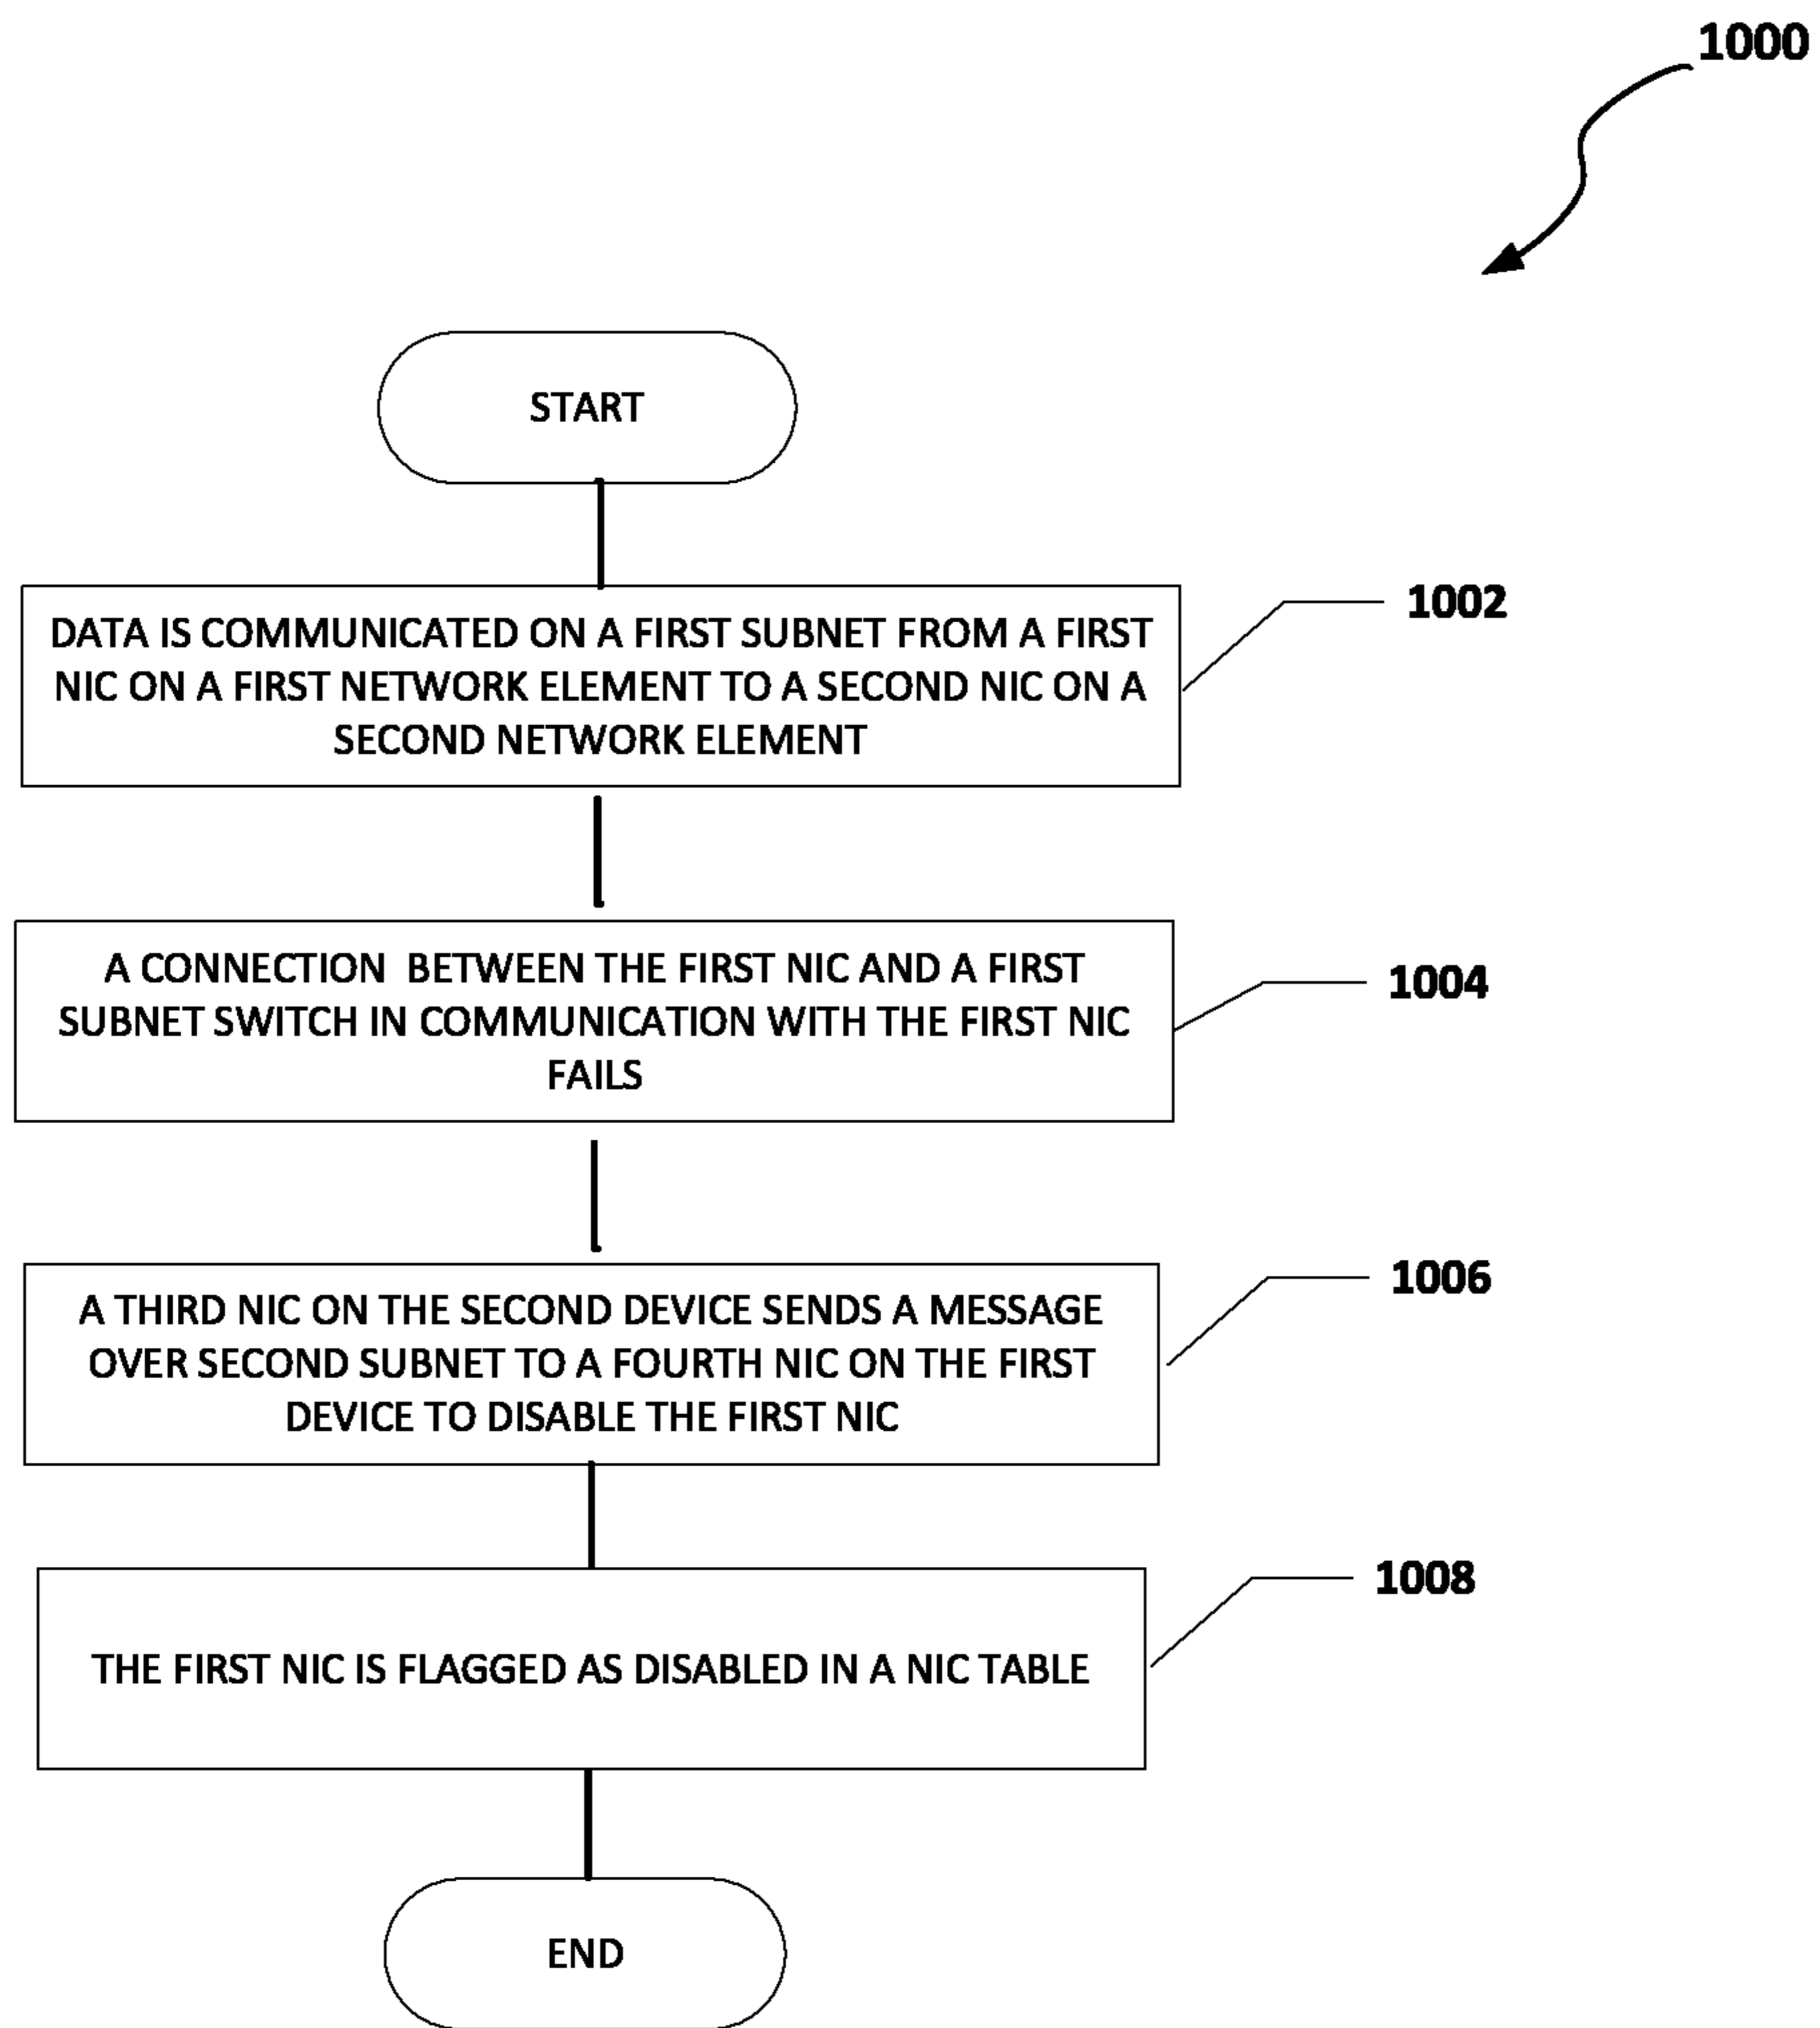 1000
START
DATA IS COMMUNICATED ON A FIRST SUBNET FROM A FIRST
NIC ON A FIRST NETWORK ELEMENT TO A SECOND NIC ON A
SECOND NETWORK ELEMENT
1002
A CONNECTION BETWEEN THE FIRST NIC AND A FIRST
SUBNET SWITCH IN COMMUNICATION WITH THE FIRST NIC
FAILS
1004
A THIRD NIC ON THE SECOND DEVICE SENDS A MESSAGE
OVER SECOND SUBNET TO A FOURTH NIC ON THE FIRST
DEVICE TO DISABLE THE FIRST NIC
1006
THE FIRST NIC IS FLAGGED AS DISABLED IN A NIC TABLE
1008
END